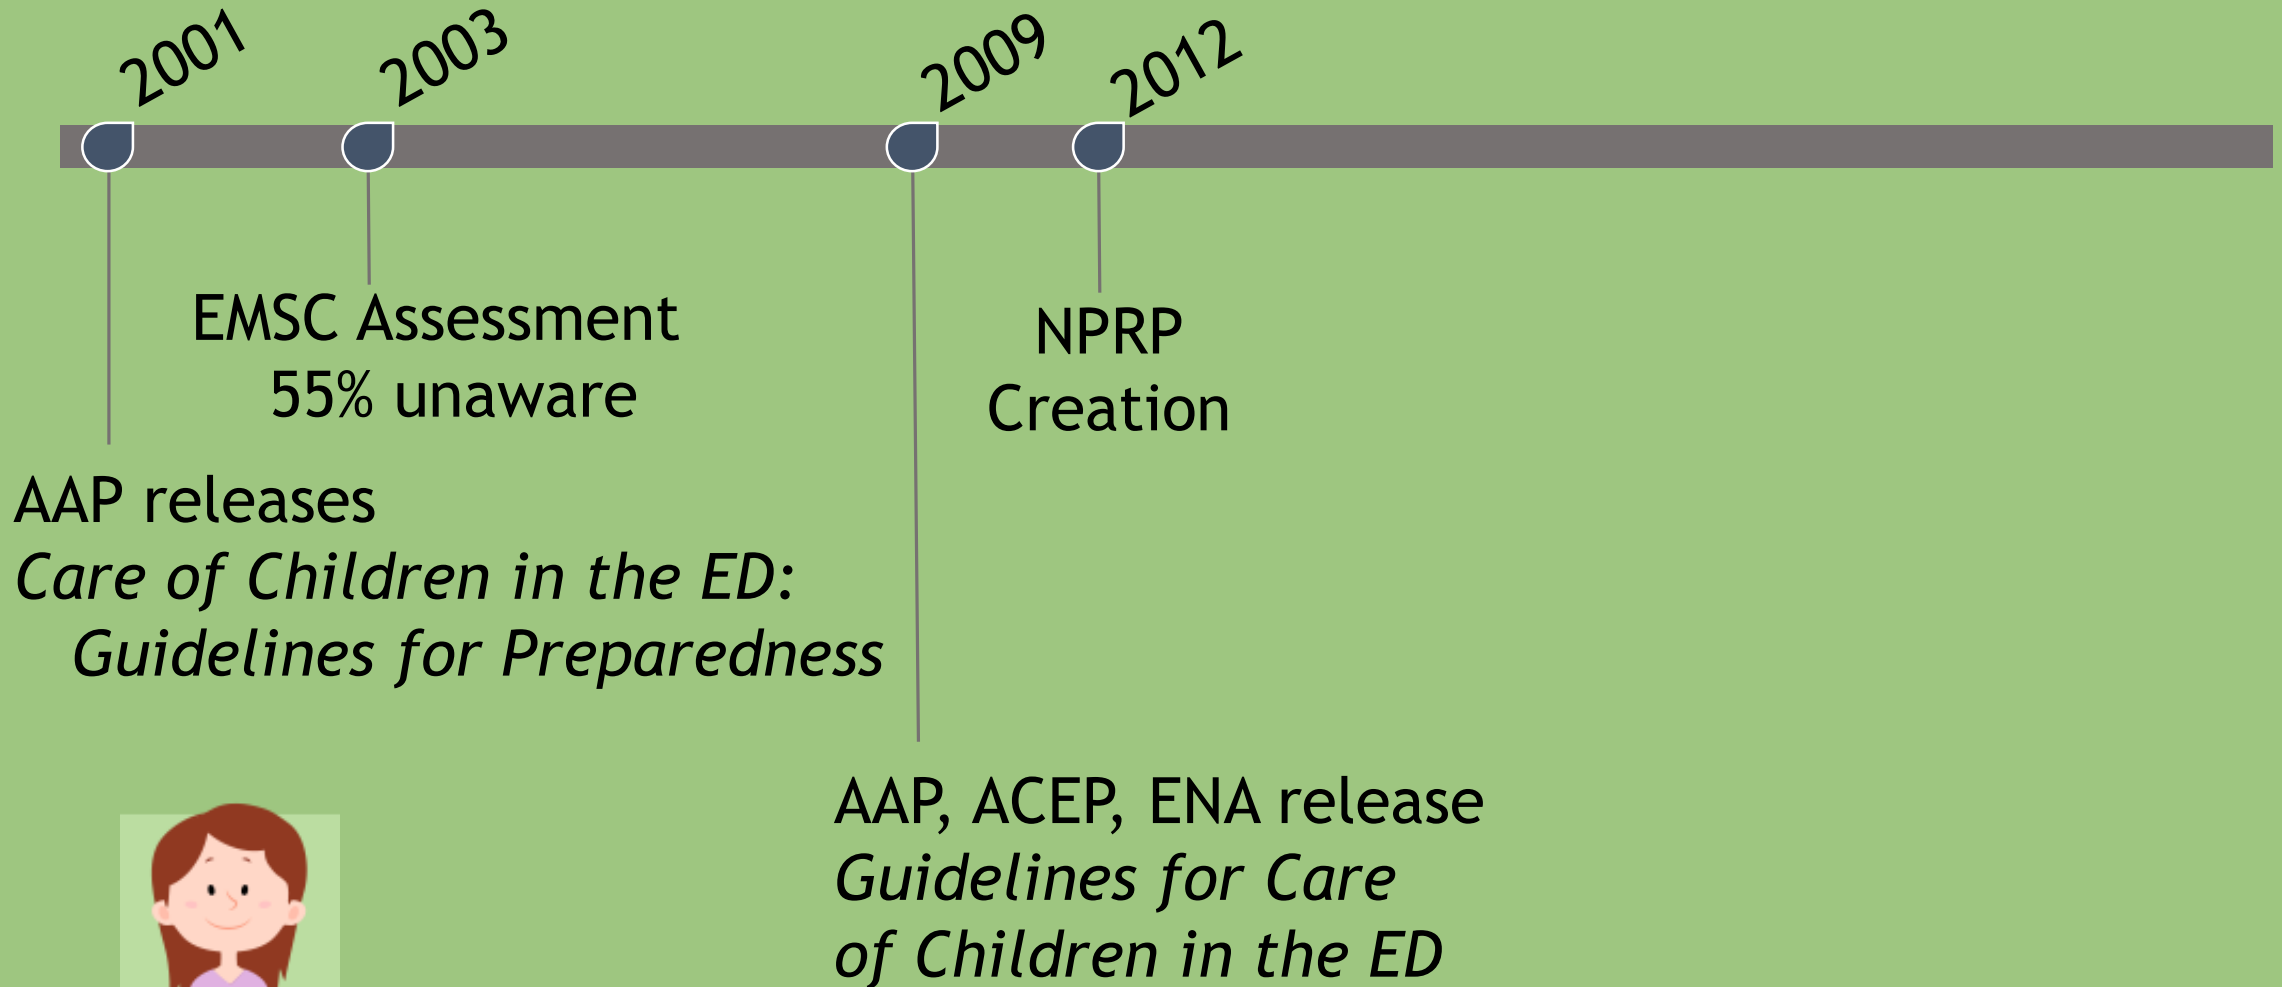 2001
2003
2009
2012
EMSC Assessment
55% unaware
NPRP
Creation
AAP releases
Care of Children in the ED:
Guidelines for Preparedness
AAP, ACEP, ENA release
Guidelines for Care
of Children in the ED